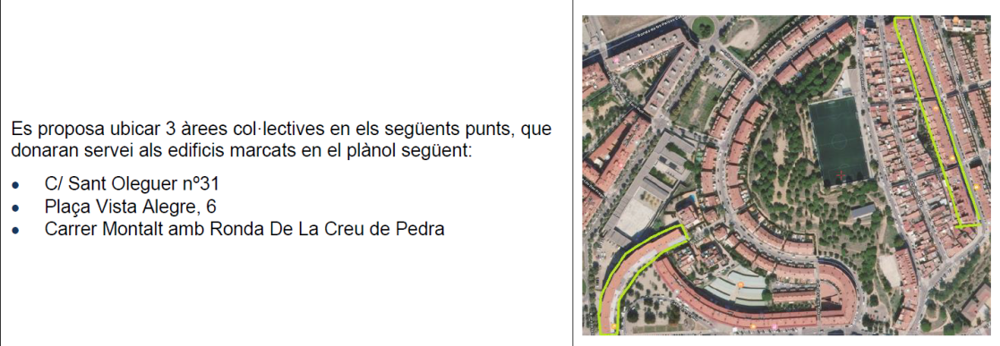 Es proposa ubicar 3 àrees col·lectives en els següents punts, que
donaran servei als edificis marcats en el plànol següent:
• C/ Sant Oleguer nº31
• Plaça Vista Alegre, 6
• Carrer Montalt amb Ronda De La Creu de Pedra